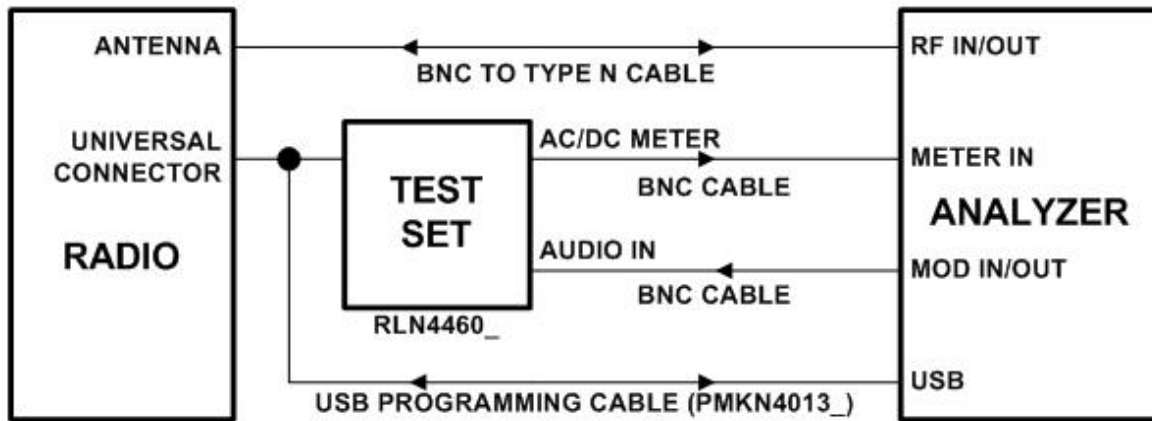 ANTENNA
RF IN/OUT
BNC TO TYPE N CABLE
UNIVERSAL
CONNECTOR
AC/DC METER
METER IN
BNC CABLE
TEST
SET
ANALYZER
RADIO
AUDIO IN
MOD IN/OUT
BNC CABLE
RLN4460_
USB
USB PROGRAMMING CABLE (PMKN4013_)